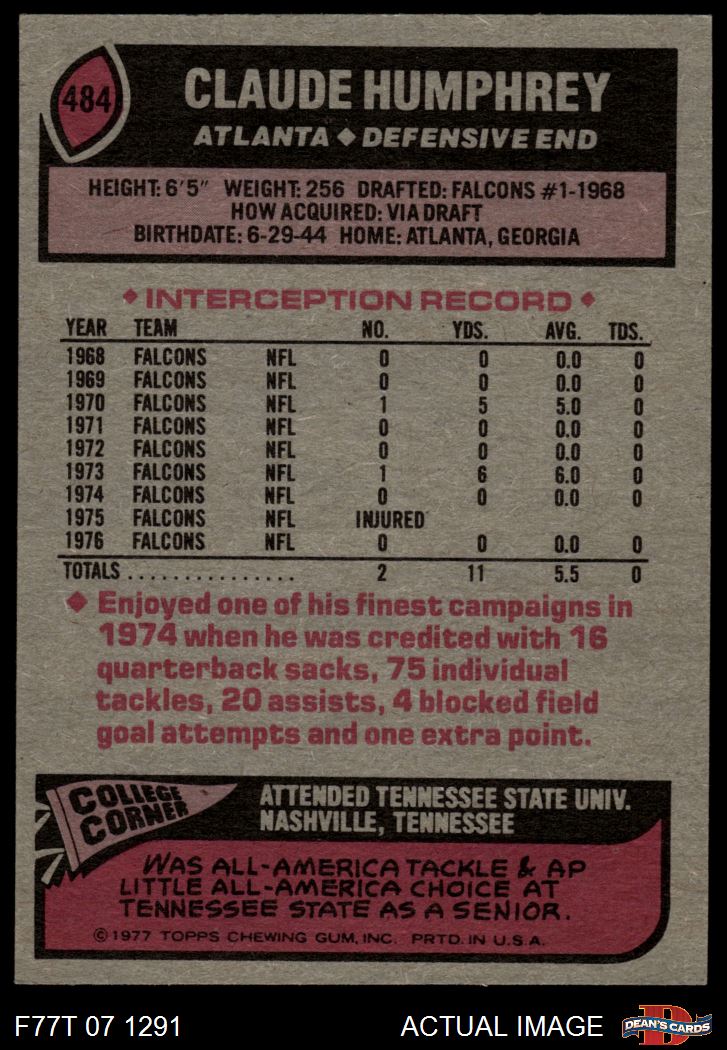 484
CLAUDE HUMPHREY
ATLANTA ◆ DEFENSIVE END
HEIGHT: 6'5" WEIGHT: 256 DRAFTED: FALCONS #1-1968
HOW ACQUIRED: VIA DRAFT
BIRTHDATE: 6-29-44 HOME: ATLANTA, GEORGIA
◆ INTERCEPTION RECORD ◆
YEAR TEAM NO. YDS. AVG. TDS.
1968 FALCONS NFL 0 0 0.0 0
1969 FALCONS NFL 0 0 0.0 0
1970 FALCONS NFL 1 5 5.0 0
1971 FALCONS NFL 0 0 0.0 0
1972 FALCONS NFL 0 0 0.0 0
1973 FALCONS NFL 1 6 6.0 0
1974 FALCONS NFL 0 0 0.0 0
1975 FALCONS NFL INJURED
1976 FALCONS NFL 0 0 0.0 0
TOTALS ............... 2 11 5.5 0
◆ Enjoyed one of his finest campaigns in
1974 when he was credited with 16
quarterback sacks, 75 individual
tackles, 20 assists, 4 blocked field
goal attempts and one extra point.
COLLEGE
CORNER
ATTENDED TENNESSEE STATE UNIV.
NASHVILLE, TENNESSEE
WAS ALL-AMERICA TACKLE & AP
LITTLE ALL-AMERICA CHOICE AT
TENNESSEE STATE AS A SENIOR.
© 1977 TOPPS CHEWING GUM, INC. PRTD. IN U.S.A.
F77T 07 1291 ACTUAL IMAGE
D
DEAN'S CARDS